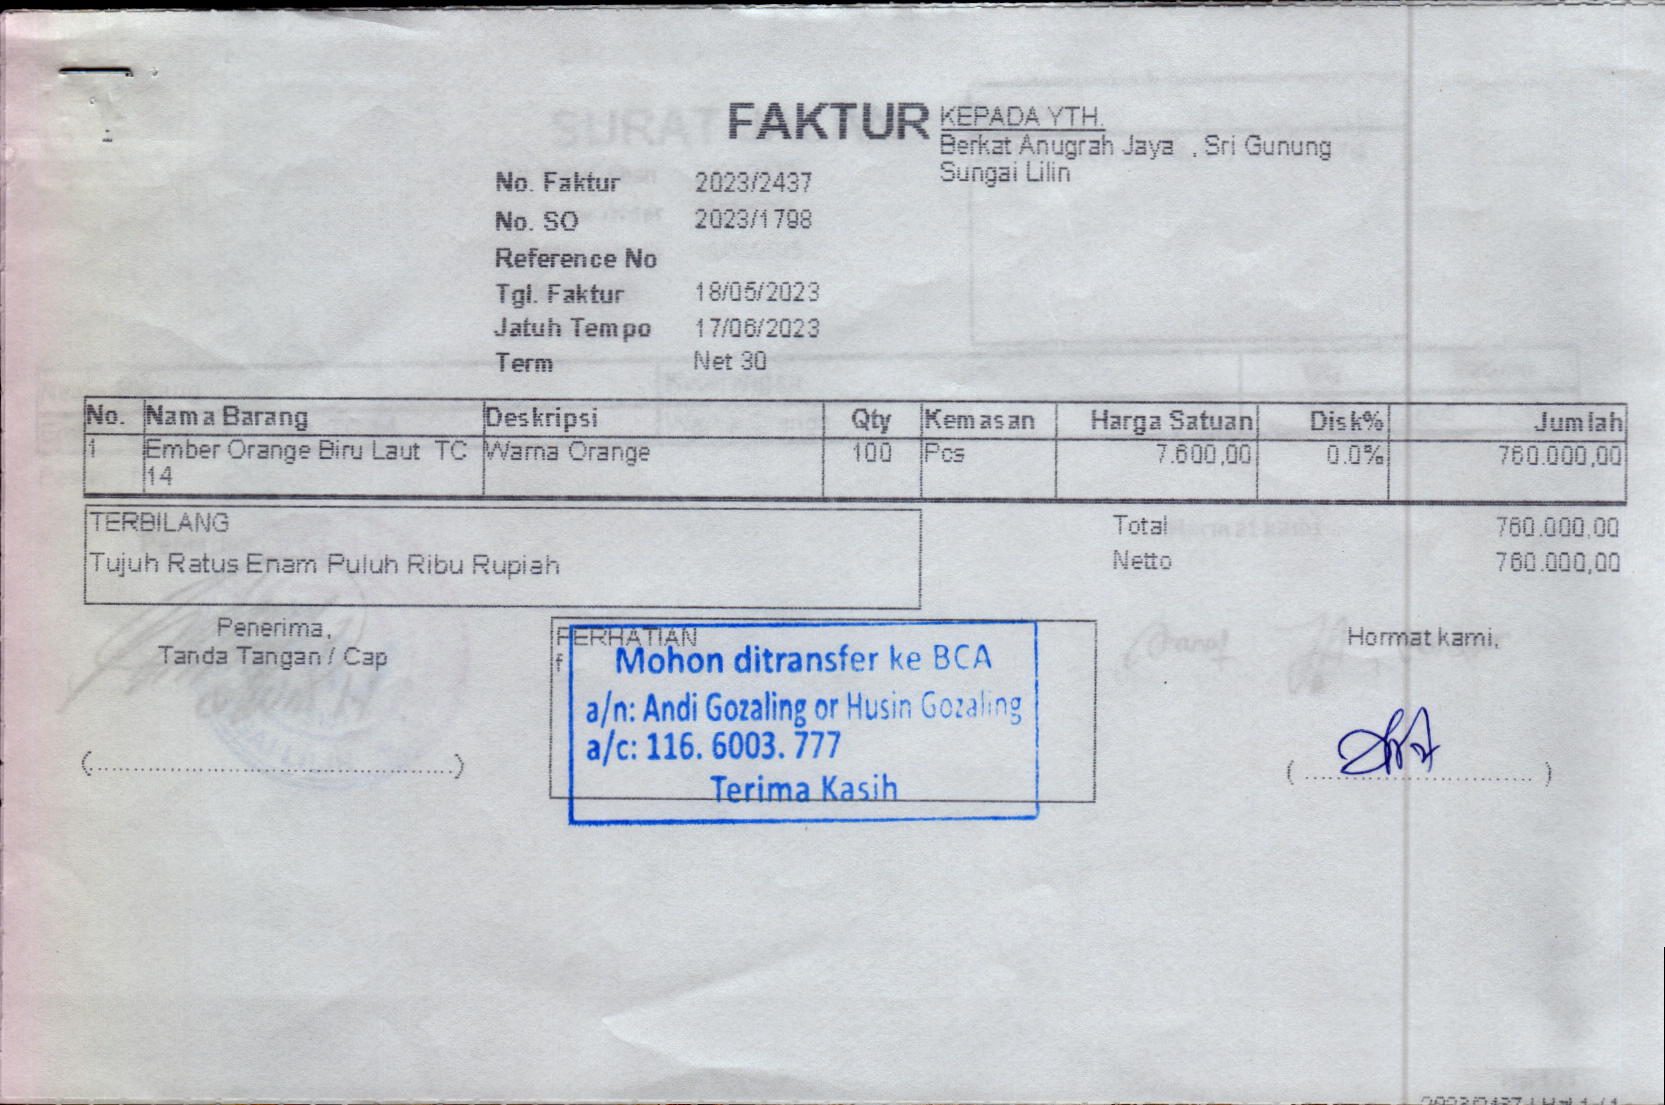 FAKTUR
KEPADA YTH.
Berkat Anugrah Jaya , Sri Gunung
Sungai Lilin
No. Faktur 2023/2437
No. SO 2023/1798
Reference No
Tgl. Faktur 18/05/2023
Jatuh Tempo 17/06/2023
Term Net 30
No. Nama Barang Deskripsi Qty Kemasan Harga Satuan Disk% Jumlah
1 Ember Orange Biru Laut TC Warna Orange 100 Pcs 7.600,00 0.0% 760.000,00
14
TERBILANG
Tujuh Ratus Enam Puluh Ribu Rupiah
Total 760.000,00
Netto 760.000,00
Penerima,
Tanda Tangan / Cap
PERHATIAN
f
Mohon ditransfer ke BCA
a/n: Andi Gozaling or Husin Gozaling
a/c: 116. 6003. 777
Terima Kasih
Hormat kami,
(..................................................)
( ................................ )